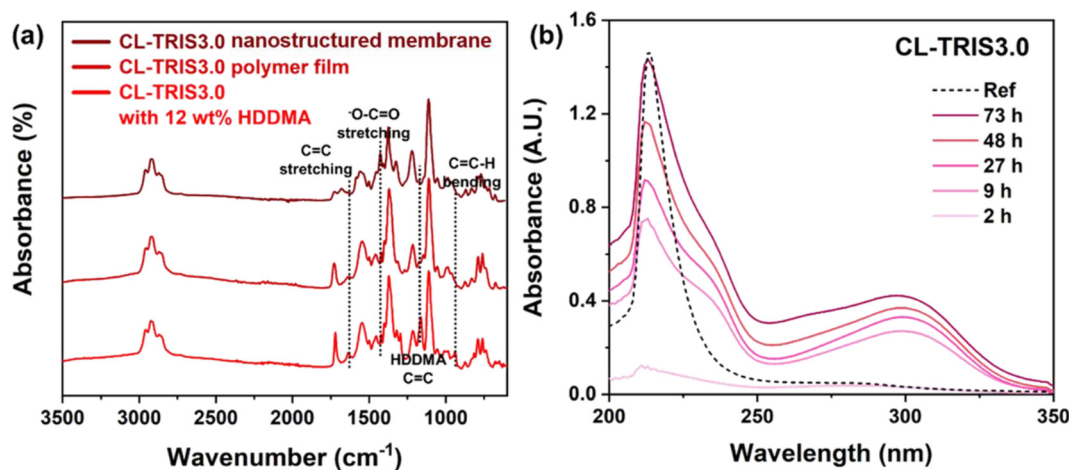 (a)
CL-TRIS3.0 nanostructured membrane
CL-TRIS3.0 polymer film
CL-TRIS3.0
with 12 wt% HDDMA
-O-C=O
stretching
C=C
stretching
C=C-H
bending
HDDMA
C=C
Absorbance (%)
3500 3000 2500 2000 1500 1000
Wavenumber (cm-1)
(b)
CL-TRIS3.0
Ref
73 h
48 h
27 h
9 h
2 h
Absorbance (A.U.)
1.6
1.2
0.8
0.4
0.0
200 250 300 350
Wavelength (nm)